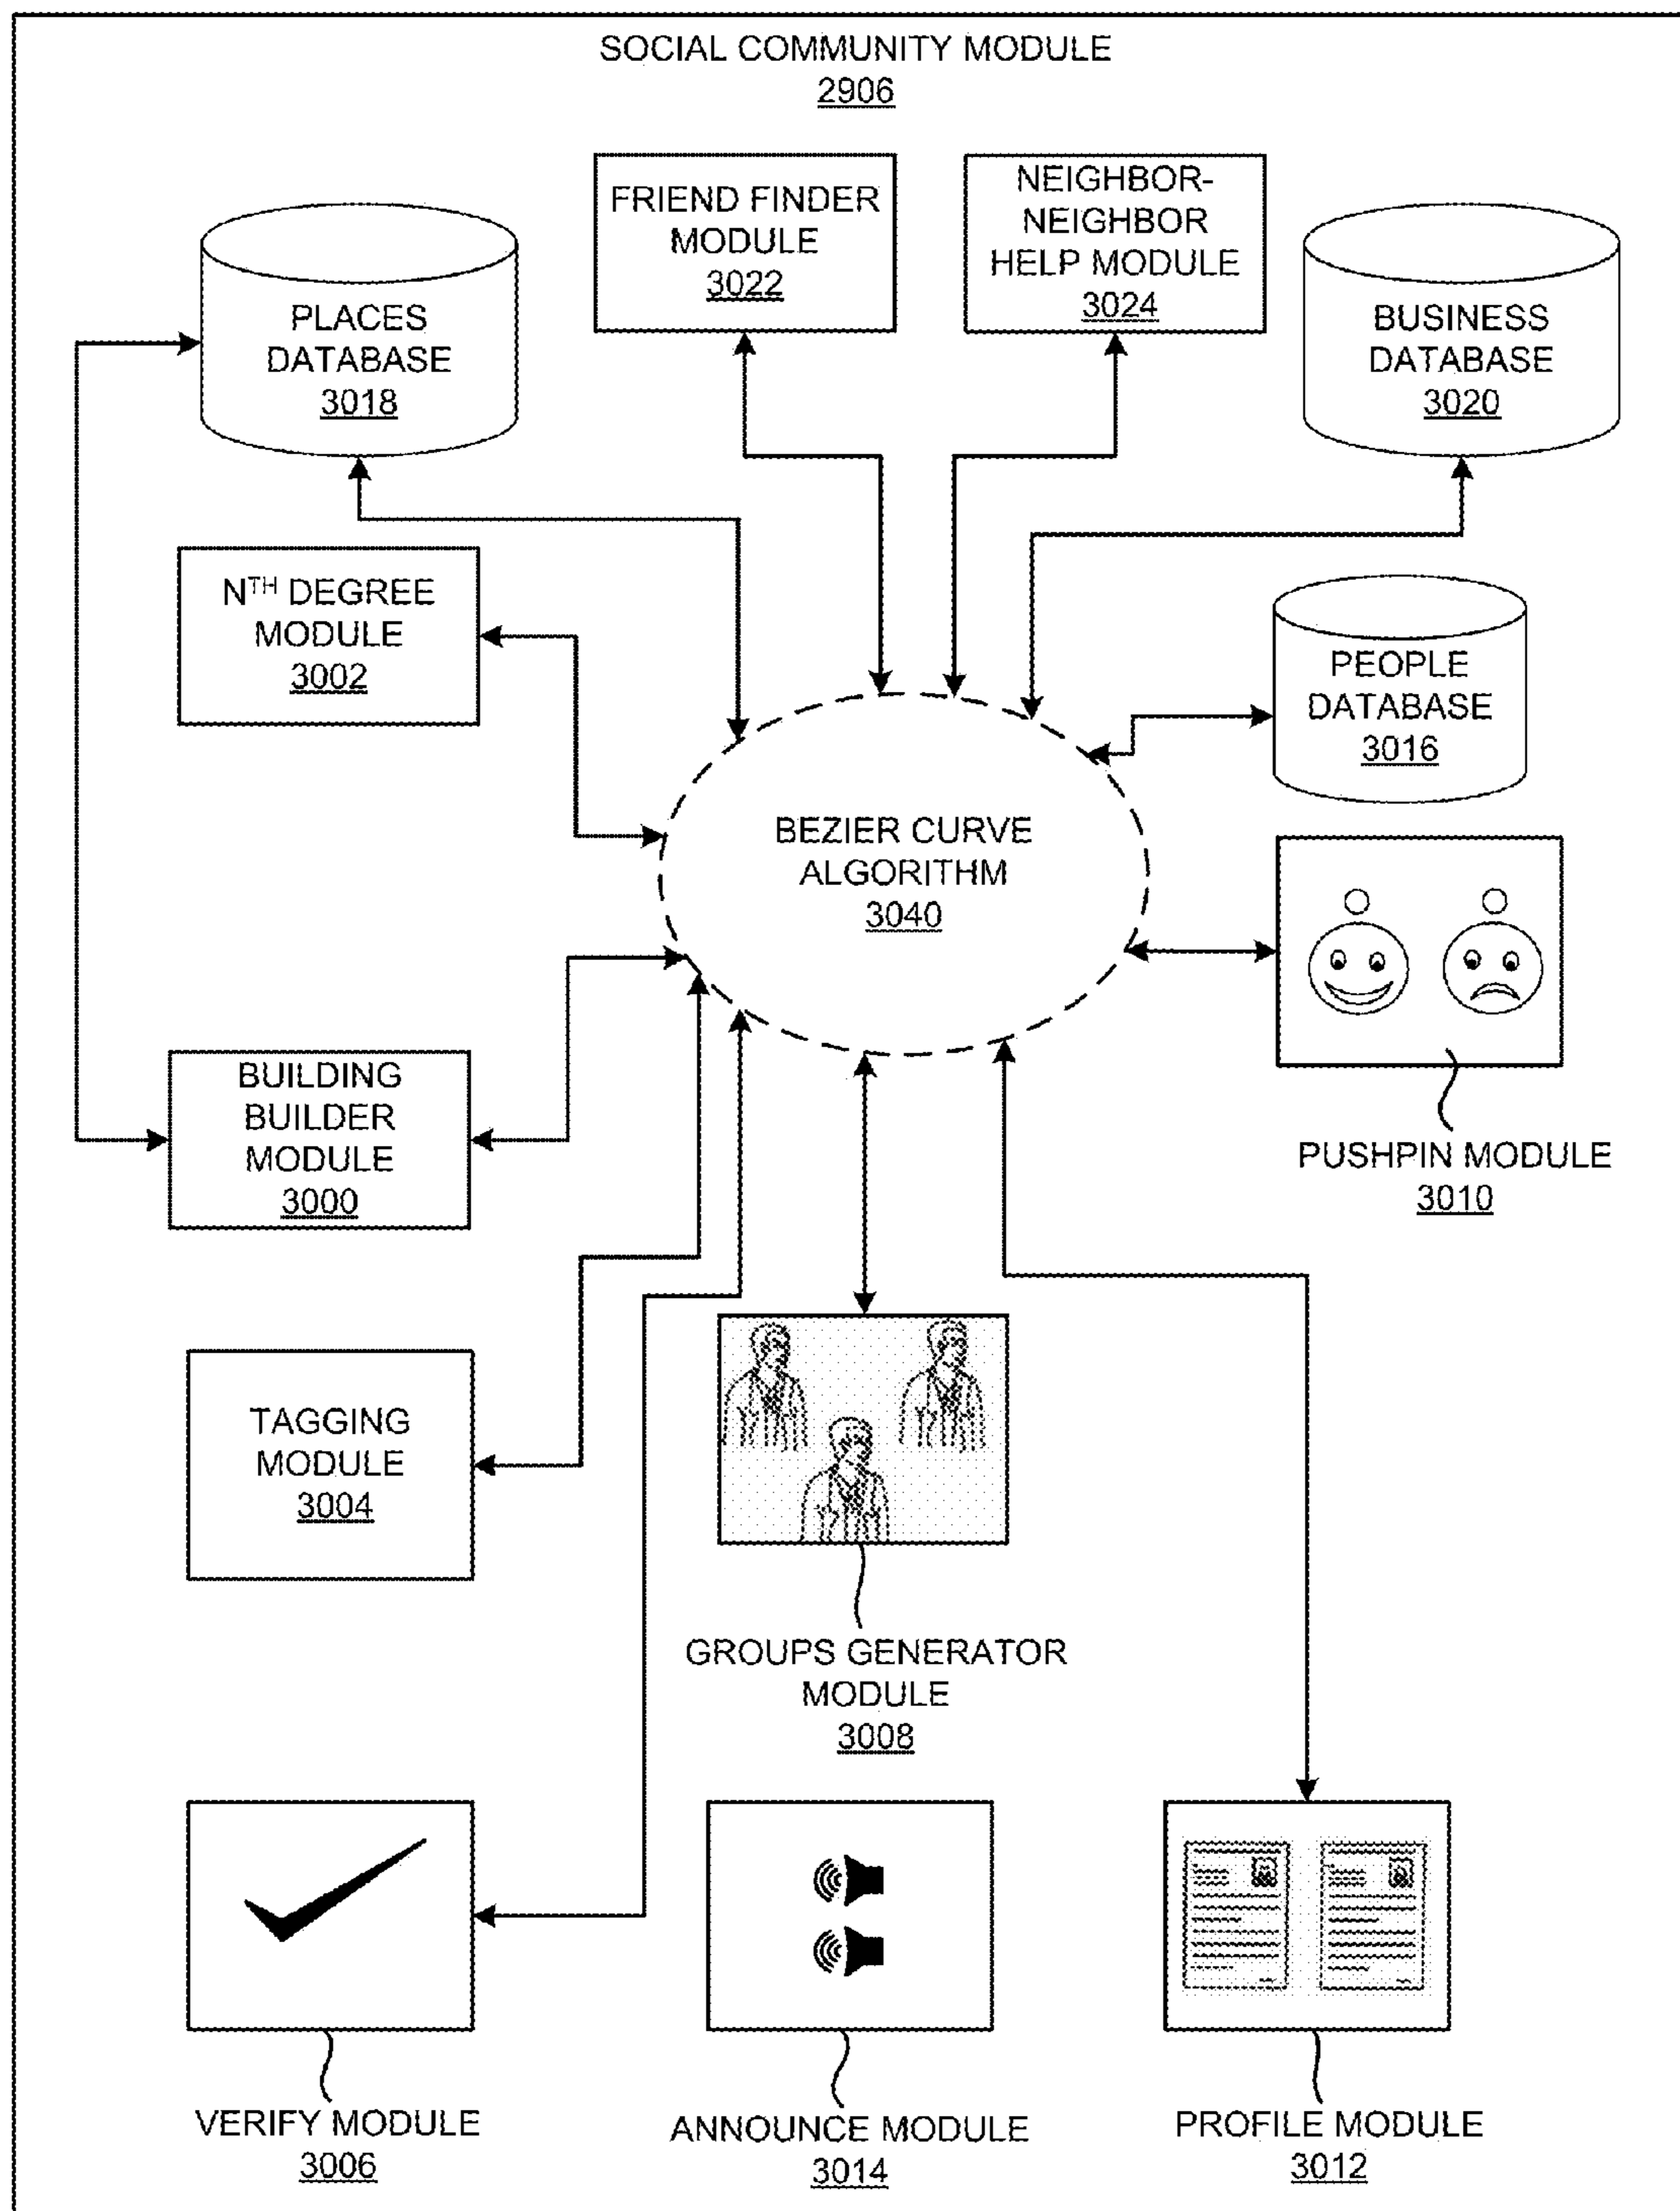 SOCIAL COMMUNITY MODULE
2906
FRIEND FINDER
MODULE
3022
NEIGHBOR-
NEIGHBOR
HELP MODULE
3024
PLACES
DATABASE
3018
BUSINESS
DATABASE
3020
NTH DEGREE
MODULE
3002
PEOPLE
DATABASE
3016
BEZIER CURVE
ALGORITHM
3040
BUILDING
BUILDER
MODULE
3000
PUSHPIN MODULE
3010
TAGGING
MODULE
3004
GROUPS GENERATOR
MODULE
3008
VERIFY MODULE
3006
ANNOUNCE MODULE
3014
PROFILE MODULE
3012